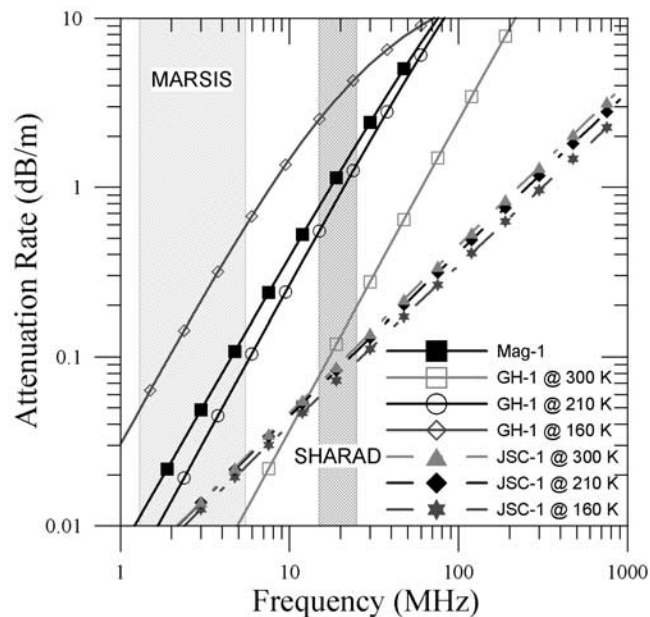 10
MARSIS
1
Attenuation Rate (dB/m)
0.1
SHARAD
Mag-1
GH-1 @ 300 K
GH-1 @ 210 K
GH-1 @ 160 K
JSC-1 @ 300 K
JSC-1 @ 210 K
JSC-1 @ 160 K
0.01
1 10 100 1000
Frequency (MHz)